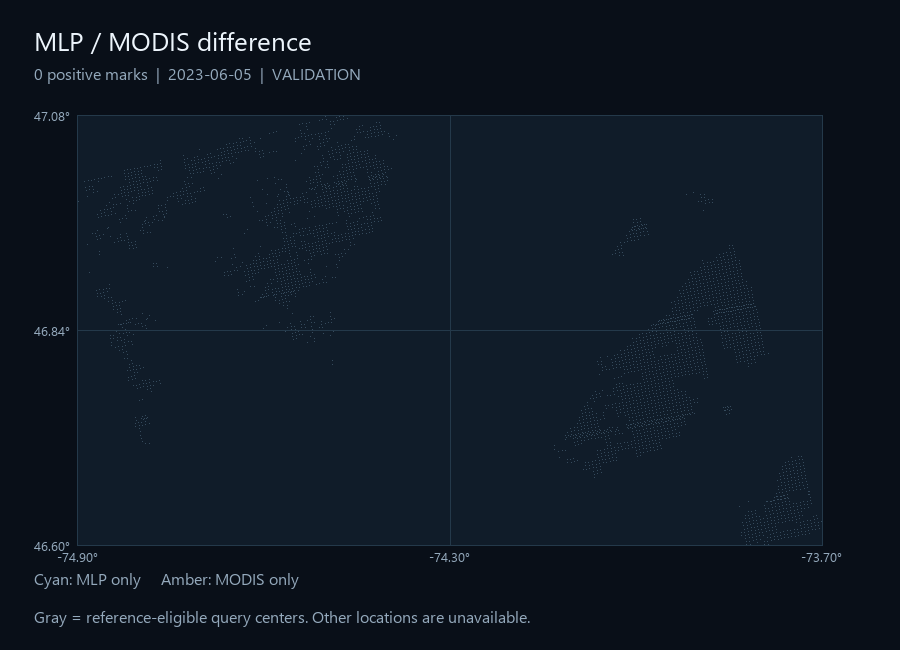 MLP / MODIS difference
0 positive marks | 2023-06-05 | VALIDATION
47.08°
46.84°
46.60°
-74.90°
-74.30°
-73.70°
Cyan: MLP only Amber: MODIS only
Gray = reference-eligible query centers. Other locations are unavailable.